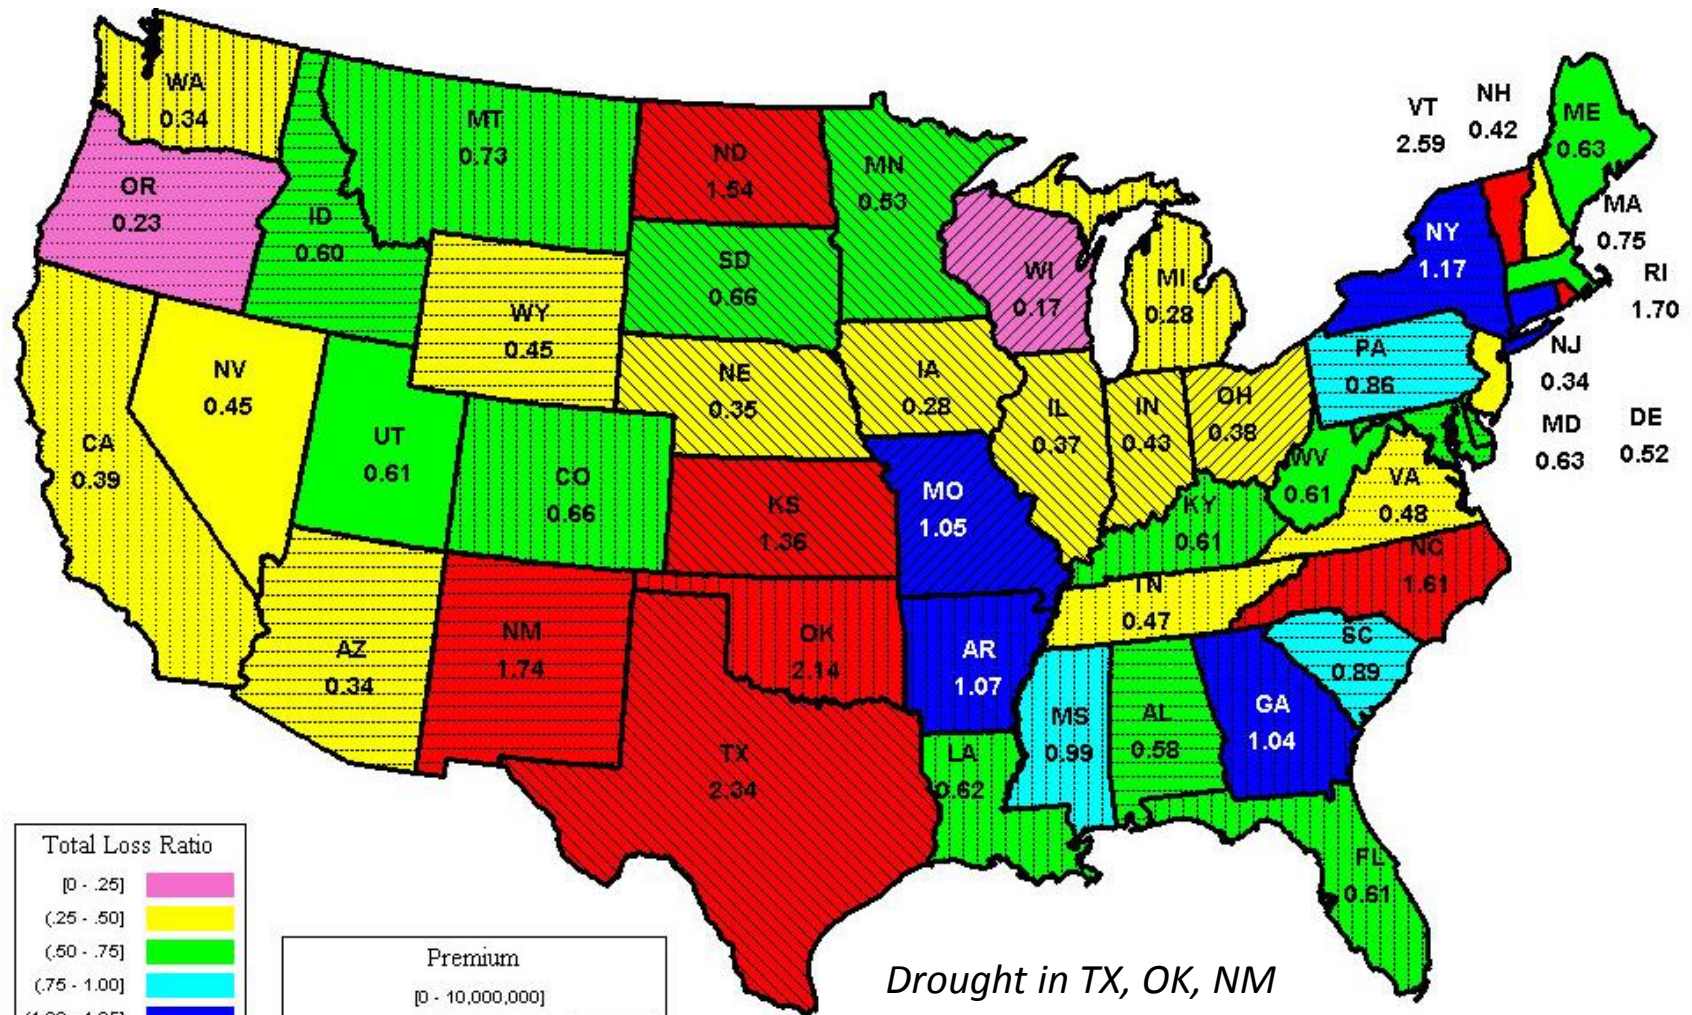 WA
0.34
OR
0.23
CA
0.39
NV
0.45
ID
0.60
MT
0.73
WY
0.45
UT
0.61
CO
0.66
AZ
0.34
NM
1.74
ND
1.54
SD
0.66
NE
0.35
KS
1.36
OK
2.14
TX
2.34
MN
0.53
IA
0.28
MO
1.05
AR
1.07
LA
0.62
WI
0.17
IL
0.37
MI
0.28
IN
0.43
OH
0.38
KY
0.61
TN
0.47
MS
0.99
AL
0.58
GA
1.04
FL
0.61
SC
0.89
NC
1.61
VA
0.48
WV
0.61
PA
0.86
NY
1.17
VT
2.59
NH
0.42
ME
0.63
MA
0.75
RI
1.70
NJ
0.34
MD
0.63
DE
0.52
Total Loss Ratio
[0 - .25]
(.25 - .50]
(.50 - .75]
(.75 - 1.00]
Premium
[0 - 10,000,000]
Drought in TX, OK, NM